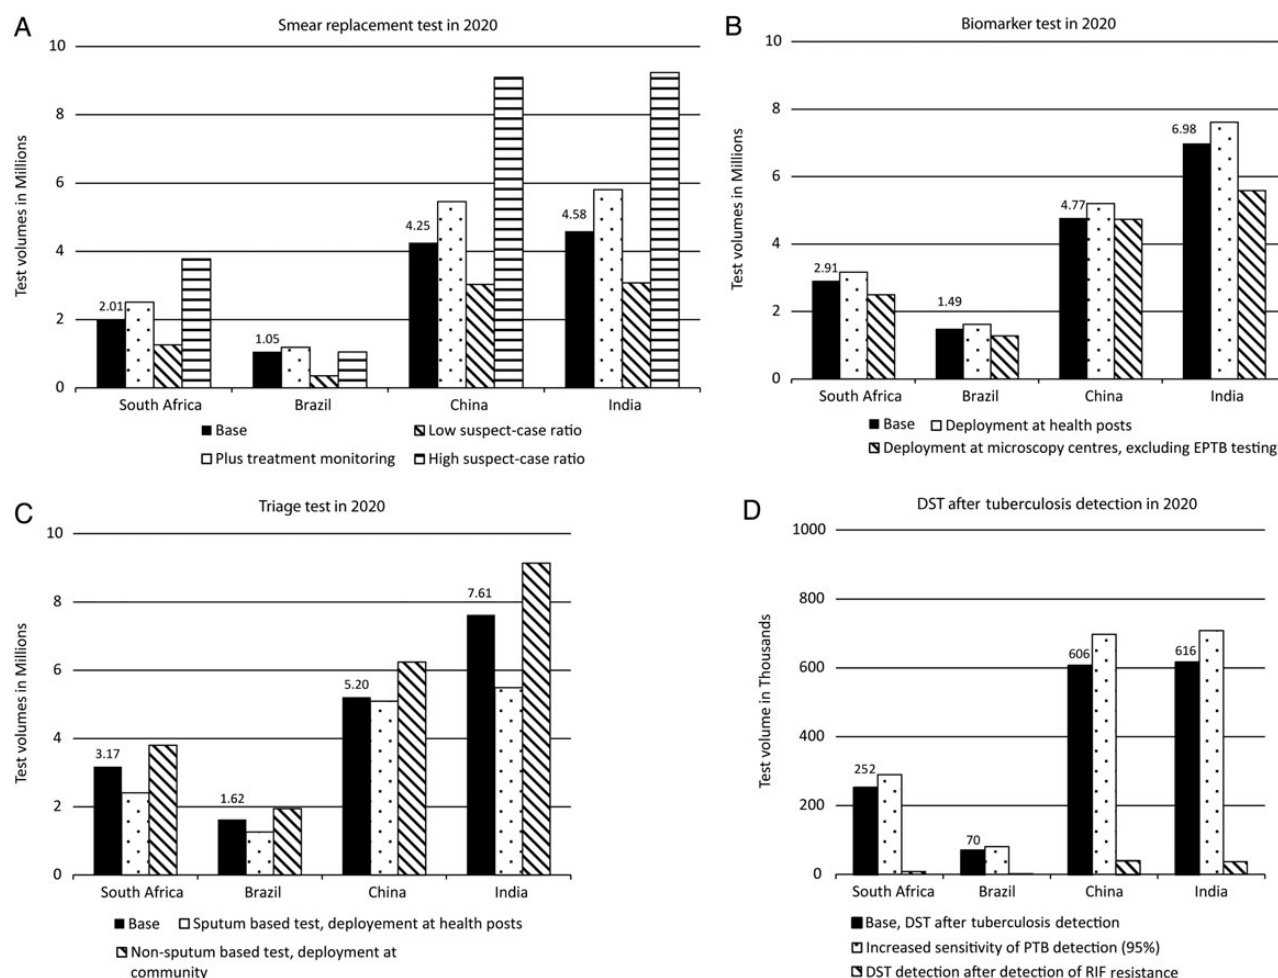 A
Smear replacement test in 2020
Test volumes in Millions
10
8
6
4
2
0
2.01
1.05
4.25
4.58
South Africa Brazil China India
Base Low suspect-case ratio
Plus treatment monitoring High suspect-case ratio
B
Biomarker test in 2020
Test volumes in Millions
10
8
6
4
2
0
2.91
1.49
4.77
6.98
South Africa Brazil China India
Base Deployment at health posts
Deployment at microscopy centres, excluding EPTB testing
C
Triage test in 2020
Test volumes in Millions
10
8
6
4
2
0
3.17
1.62
5.20
7.61
South Africa Brazil China India
Base Sputum based test, deployement at health posts
Non-sputum based test, deployment at
community
D
DST after tuberculosis detection in 2020
Test volume in Thousands
1000
800
600
400
200
0
252
70
606
616
South Africa Brazil China India
Base, DST after tuberculosis detection
Increased sensitivity of PTB detection (95%)
DST detection after detection of RIF resistance